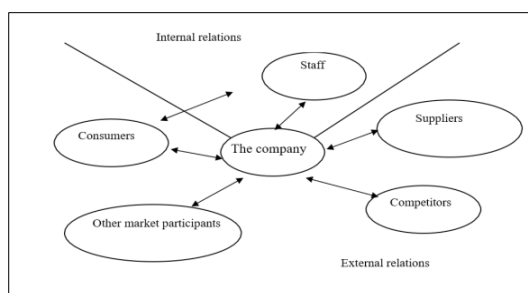 Internal relations
Staff
Suppliers
Consumers
The company
Competitors
Other market participants
External relations